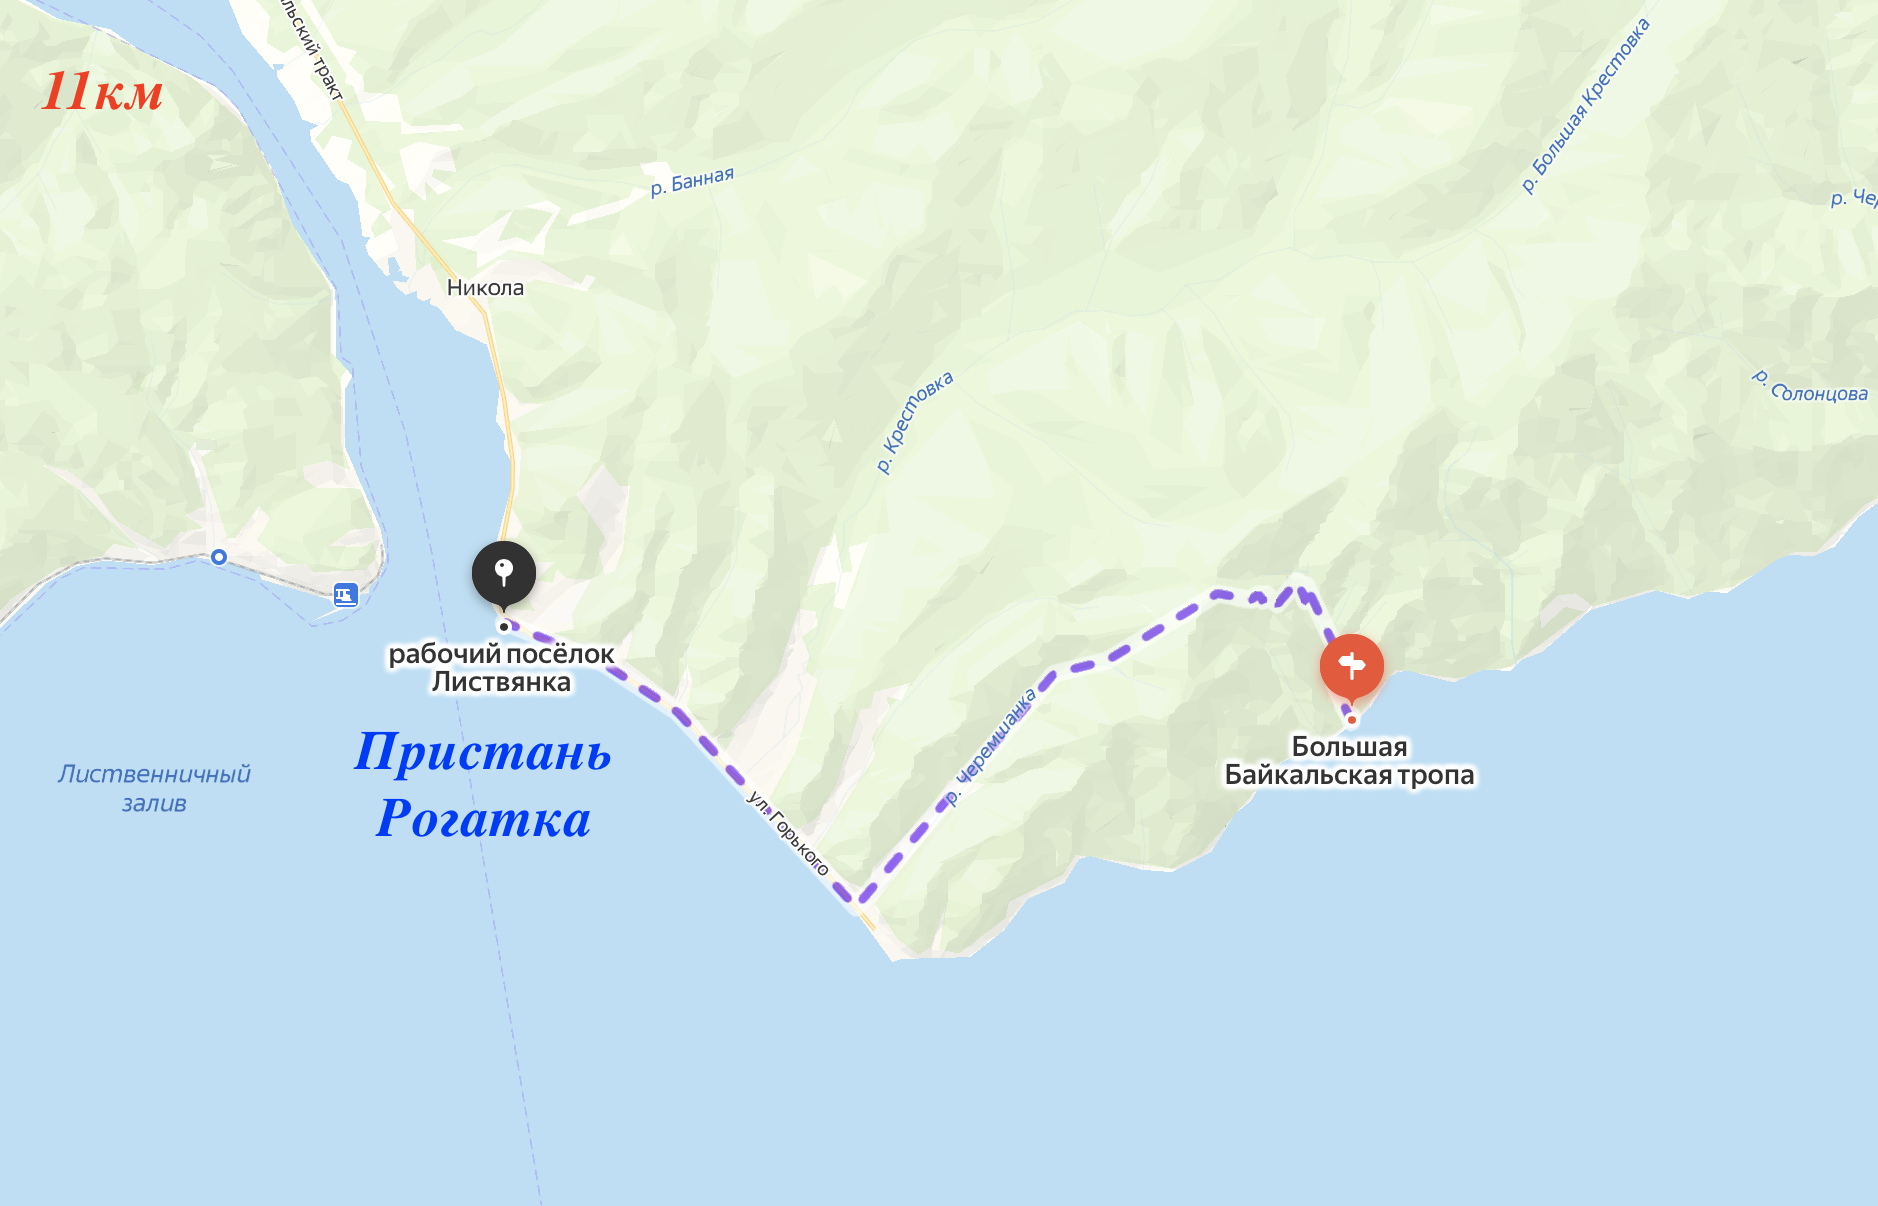 льский тракт
11км
р. Банная
р. Большая Крестовка
Никола
р. Крестовка
р. Солонцова
рабочий посёлок
Листвянка
Пристань
Рогатка
Лиственничный
залив
ул. Горького
р. Черемшанка
Большая
Байкальская тропа